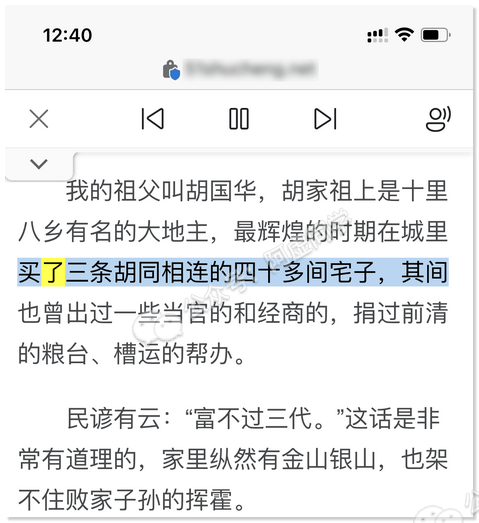 12:40
我的祖父叫胡国华，胡家祖上是十里
八乡有名的大地主，最辉煌的时期在城里
买了三条胡同相连的四十多间宅子，其间
也曾出过一些当官的和经商的，捐过前清
的粮台、槽运的帮办。
民谚有云：“富不过三代。”这话是非
常有道理的，家里纵然有金山银山，也架
不住败家子孙的挥霍。